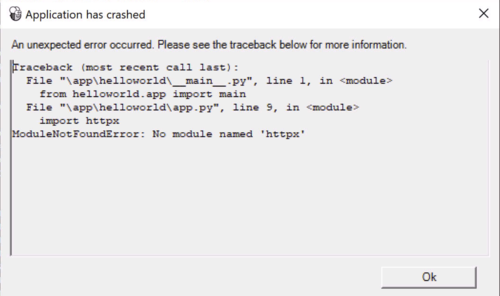 Application has crashed
An unexpected error occurred. Please see the traceback below for more information.
Traceback (most recent call last):
  File "\app\helloworld\__main__.py", line 1, in <module>
    from helloworld.app import main
  File "\app\helloworld\app.py", line 9, in <module>
    import httpx
ModuleNotFoundError: No module named 'httpx'
Ok